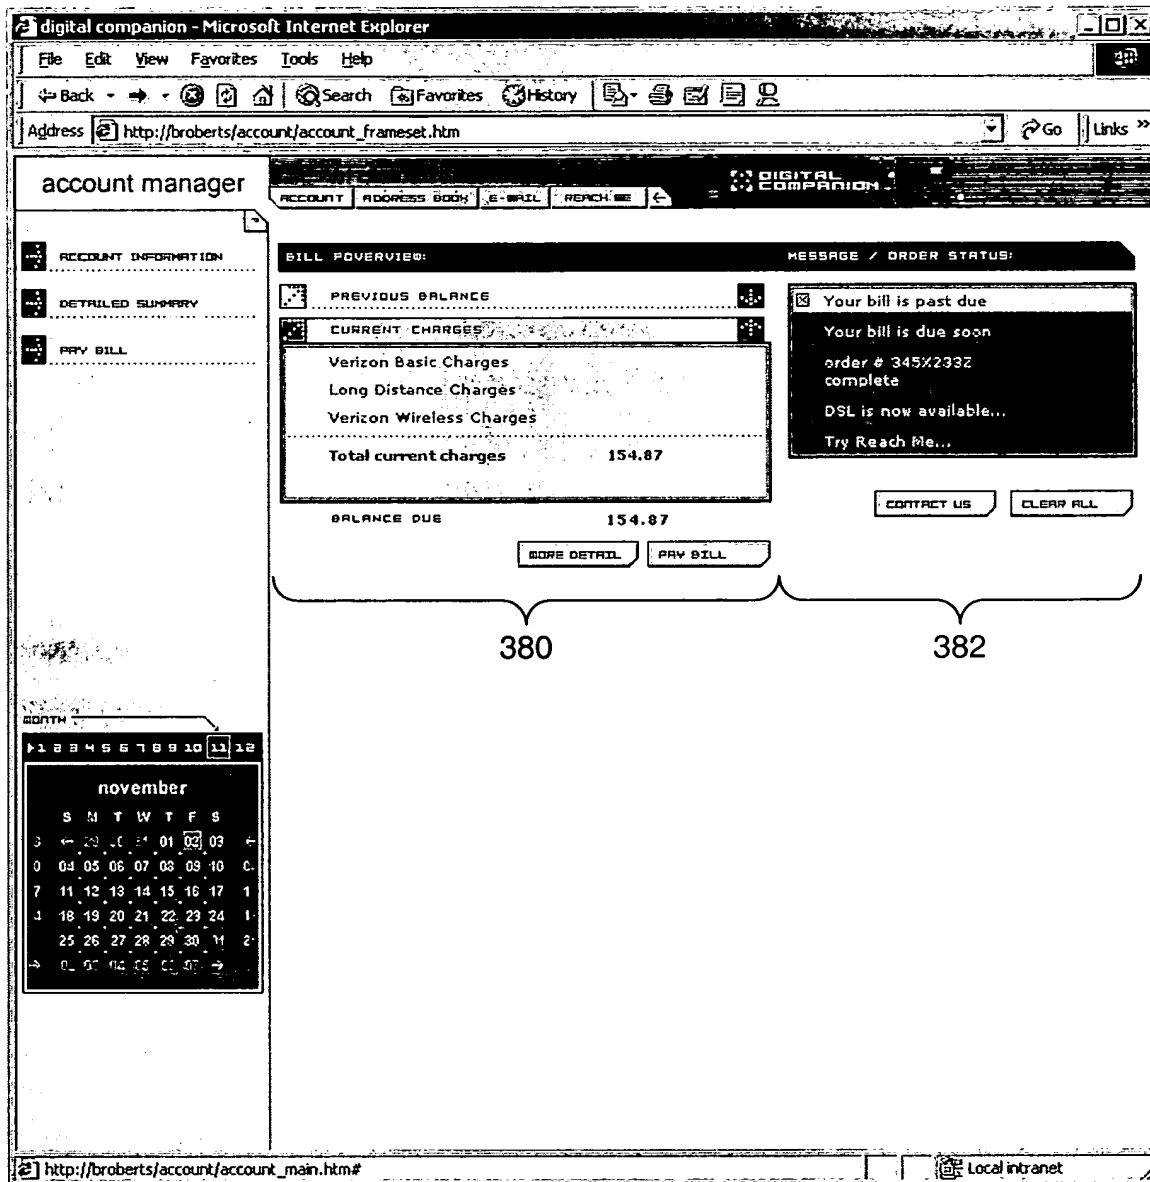 digital companion - Microsoft Internet Explorer
File Edit View Favorites Tools Help
Back Search Favorites History
Address http://broberts/account/account_frameset.htm Go Links »
account manager
DIGITAL COMPANION
ACCOUNT ADDRESS BOOK E-MAIL REACH ME
ACCOUNT INFORMATION
DETAILED SUMMARY
PAY BILL
BILL POVERVIEW:
PREVIOUS BALANCE
CURRENT CHARGES
Verizon Basic Charges
Long Distance Charges
Verizon Wireless Charges
Total current charges 154.87
BALANCE DUE 154.87
MORE DETAIL PAY BILL
MESSAGE / ORDER STATUS:
Your bill is past due
Your bill is due soon
order # 345X233Z
complete
DSL is now available...
Try Reach Me...
CONTACT US CLEAR ALL
380 382
MONTH
1 2 3 4 5 6 7 8 9 10 11 12
november
S M T W T F S
01 02 03
04 05 06 07 08 09 10
11 12 13 14 15 16 17
18 19 20 21 22 23 24
25 26 27 28 29 30
http://broberts/account/account_main.htm# Local intranet